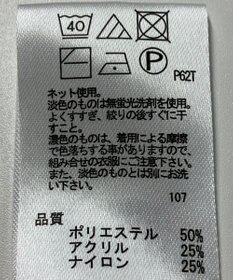 40
P
P62T
ネット使用。
淡色のものは無蛍光洗剤を使用、
よくすすぎ、絞りの後すぐに干
すこと。
濃色のものは、着用による摩擦
で色落ちする事がありますので、
組み合せの衣服にご注意下さい。
また、淡色のものとは別にお洗
い下さい。
107
品質
ポリエステル 50%
アクリル 25%
ナイロン 25%